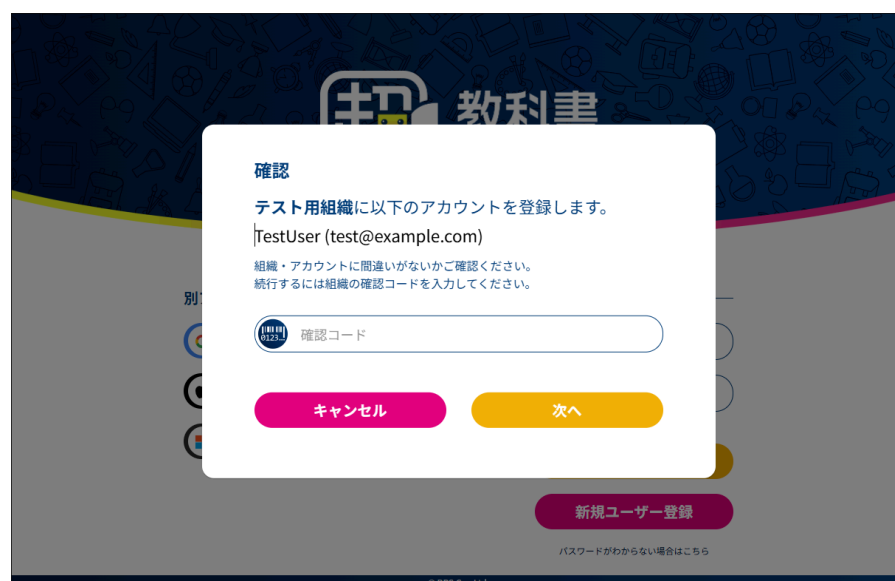 超 教科書
確認
テスト用組織に以下のアカウントを登録します。
TestUser (test@example.com)
組織・アカウントに間違いがないかご確認ください。
続行するには組織の確認コードを入力してください。
0123...
確認コード
キャンセル
次へ
別
新規ユーザー登録
パスワードがわからない場合はこちら